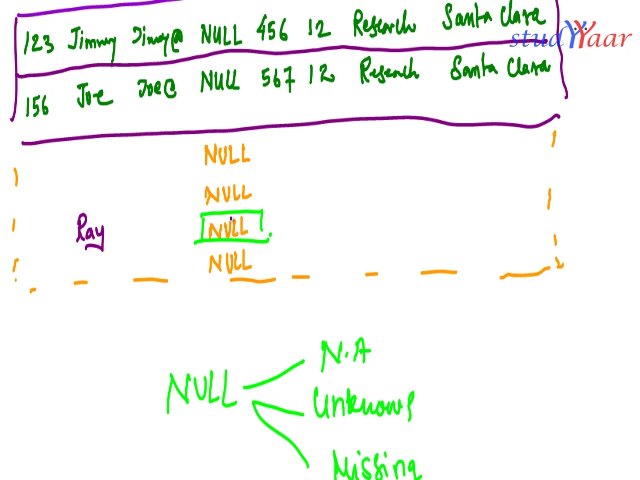 123 Jimmy Jimmy@ NULL 456 12 Research Santa Clara
studYYaar
156 Joe Joe@ NULL 567 12 Research Santa Clara
NULL
NULL
Ray NULL
NULL
N.A
NULL Unknown
Missing